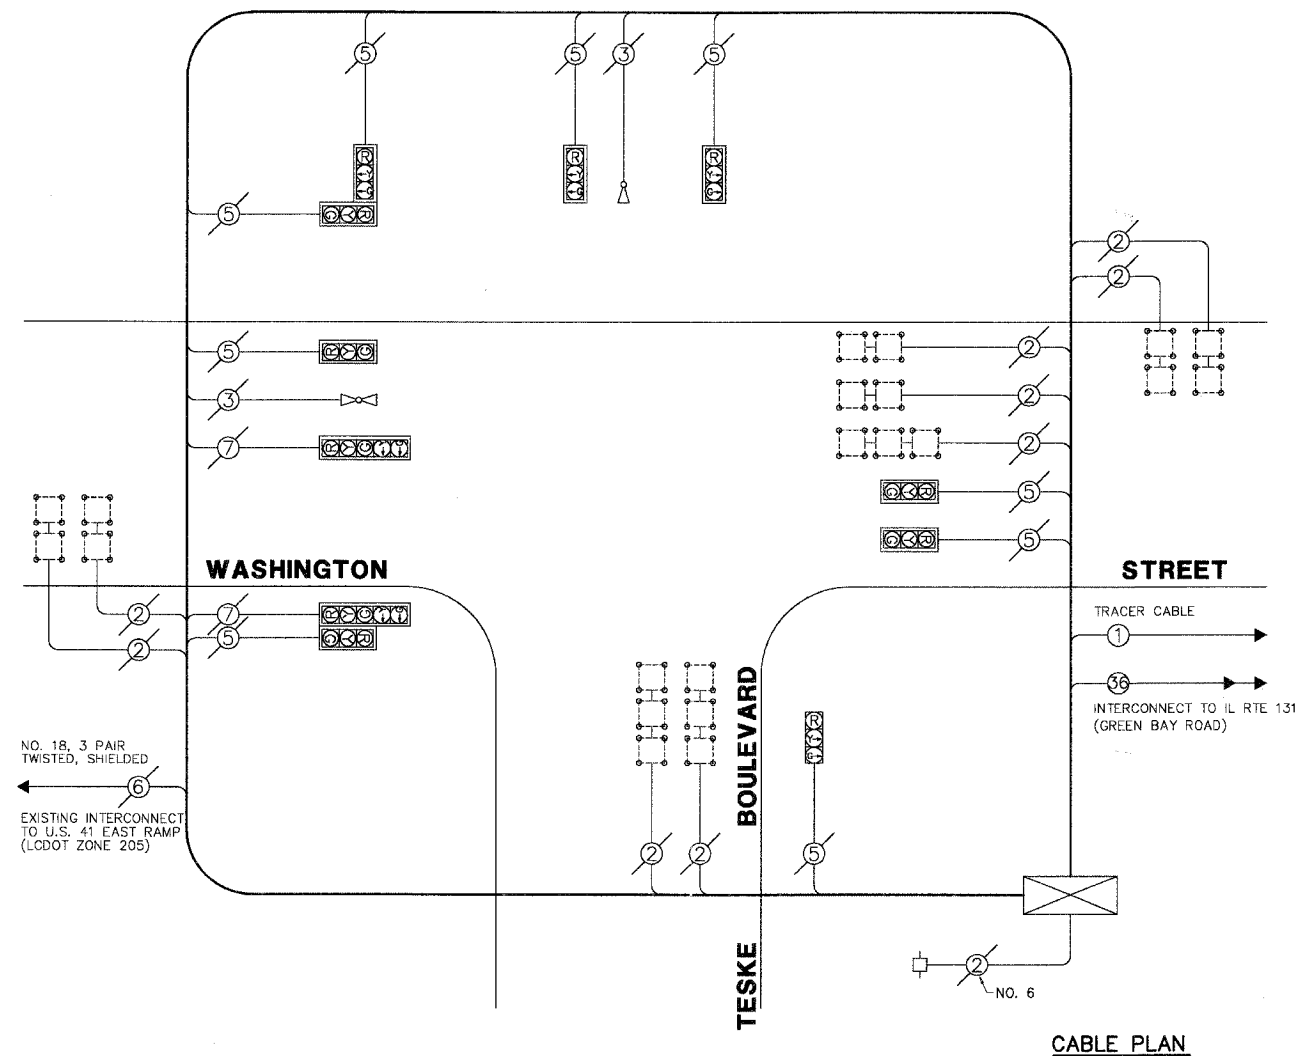 5 5 3 5
R Y G R Y G R Y G
5 R Y G
2
2
5 R Y G 2
3 2
7 R Y G Y G 2
R Y G 5
R Y G 5
WASHINGTON STREET
2 7 R Y G Y G
2 5 R Y G
TRACER CABLE
1
36
INTERCONNECT TO IL RTE 131
(GREEN BAY ROAD)
BOULEVARD
R Y G
NO. 18, 3 PAIR
TWISTED, SHIELDED
6
EXISTING INTERCONNECT
TO U.S. 41 EAST RAMP
(LCDOT ZONE 205)
2 2 5
TESKE
2
NO. 6
CABLE PLAN